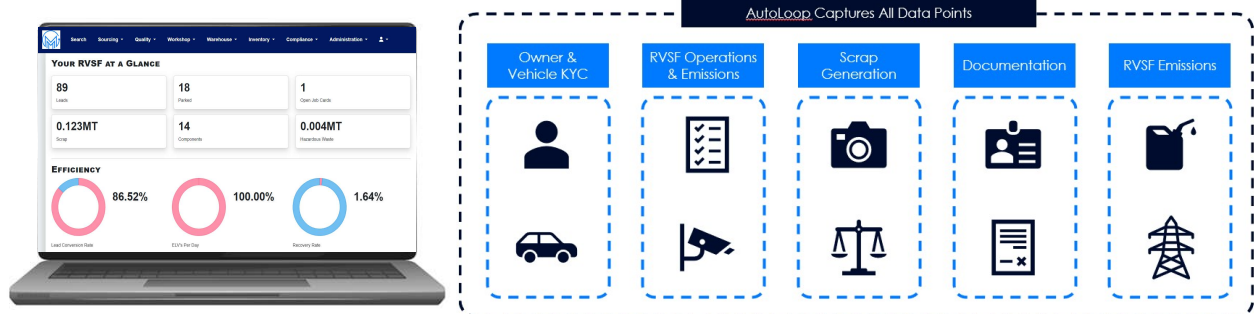 Search Sourcing Quality Workshop Warehouse Inventory Compliance Administration
YOUR RVSF AT A GLANCE
89
Leads
18
Parked
1
Open Job Cards
0.123MT
Scrap
14
Components
0.004MT
Hazardous Waste
EFFICIENCY
86.52%
100.00%
1.64%
Lead Conversion Rate
ELV's Per Day
Recovery Rate
AutoLoop Captures All Data Points
Owner &
Vehicle KYC
RVSF Operations
& Emissions
Scrap
Generation
Documentation
RVSF Emissions